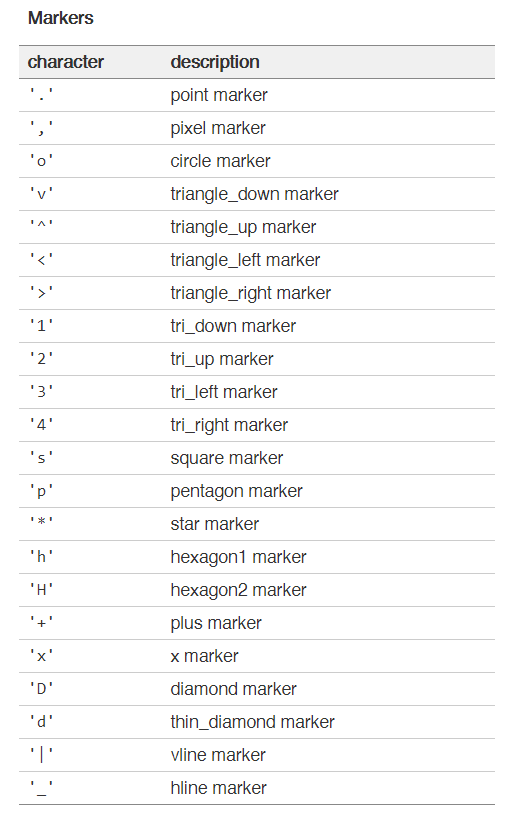 Markers
character description
'.' point marker
',' pixel marker
'o' circle marker
'v' triangle_down marker
'^' triangle_up marker
'<' triangle_left marker
'>' triangle_right marker
'1' tri_down marker
'2' tri_up marker
'3' tri_left marker
'4' tri_right marker
's' square marker
'p' pentagon marker
'*' star marker
'h' hexagon1 marker
'H' hexagon2 marker
'+' plus marker
'x' x marker
'D' diamond marker
'd' thin_diamond marker
'|' vline marker
'_' hline marker